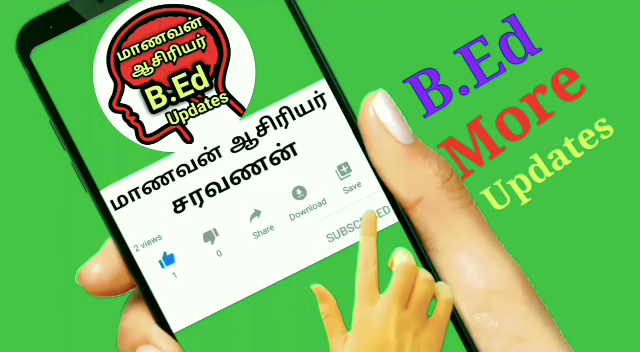 மாணவன்
ஆசிரியர்
B.Ed
Updates
மாணவன் ஆசிரியர்
சரவணன்
2 views
1
0
Share
Download
Save
B.Ed
More
Updates